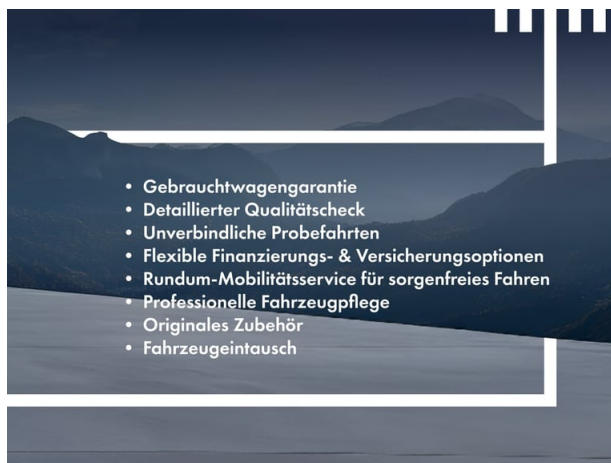 • Gebrauchtwagengarantie
• Detaillierter Qualitätscheck
• Unverbindliche Probefahrten
• Flexible Finanzierungs- & Versicherungsoptionen
• Rundum-Mobilitätsservice für sorgenfreies Fahren
• Professionelle Fahrzeugpflege
• Originales Zubehör
• Fahrzeugeintausch